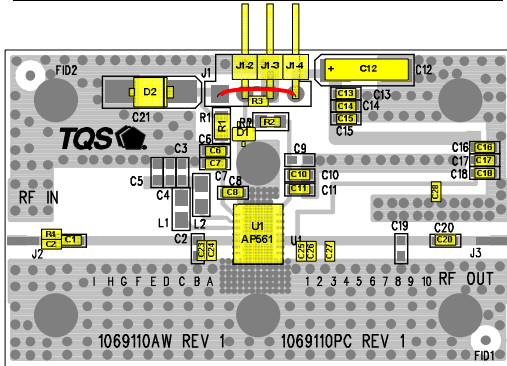 FID2
J1
J1-2 J1-3 J1-4
C12 C12
D2
C21
R3
C13 C13
C14 C14
C15
C15
R1 R1
R2
D1
TQS
C6 C6
C7
C7
C3
C5
C4
C9
C10 C10
C11 C11
C16 C16
C17 C17
C18 C18
C8 C8
C28
RF IN
L1
L2
U1
AP561
U1
R4
C2 C1
J2
C2
C23 C24
C25 C26 C27
C19
C20
C20
J3
I H G F E D C B A
1 2 3 4 5 6 7 8 9 10
RF OUT
1069110AW REV 1
1069110PC REV 1
FID1